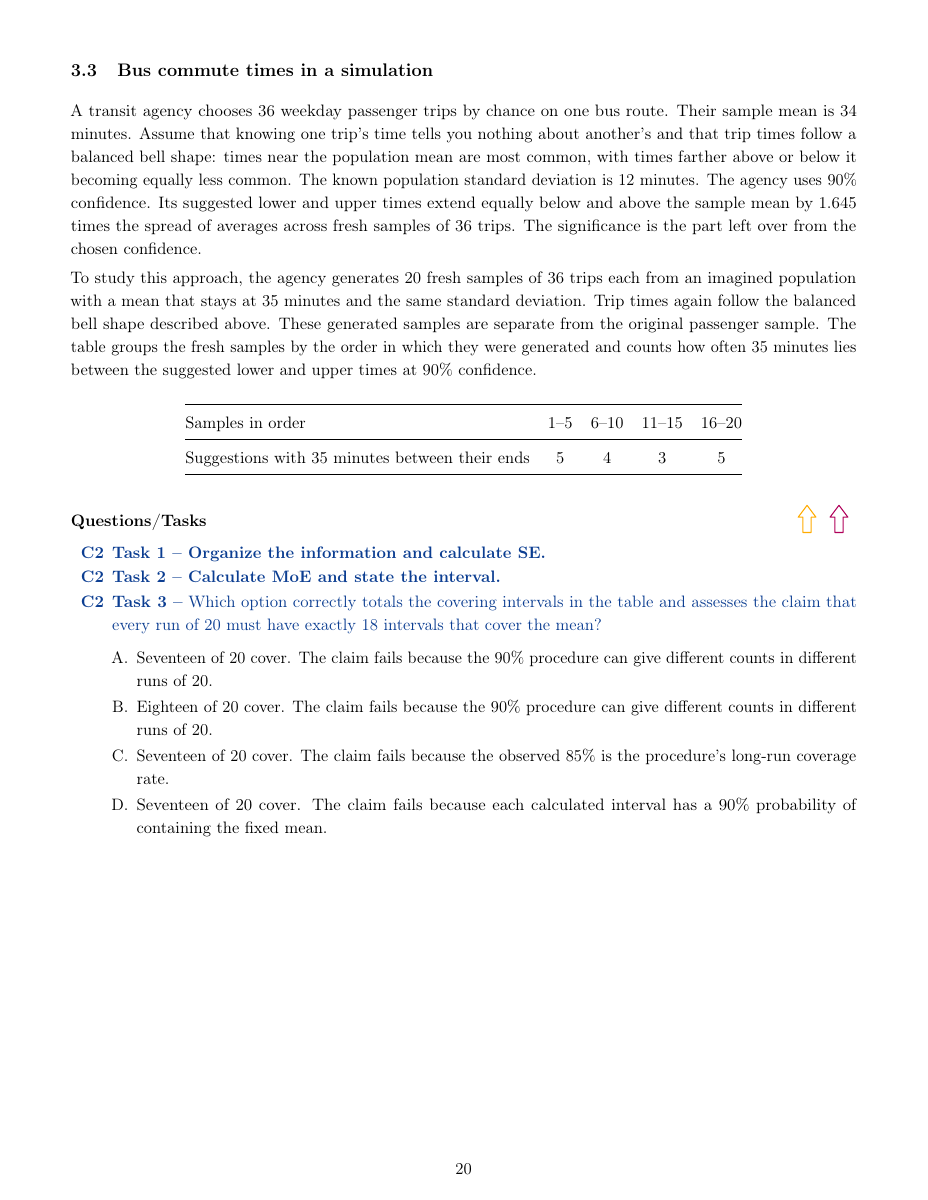 3.3 Bus commute times in a simulation
A transit agency chooses 36 weekday passenger trips by chance on one bus route. Their sample mean is 34
minutes. Assume that knowing one trip's time tells you nothing about another's and that trip times follow a
balanced bell shape: times near the population mean are most common, with times farther above or below it
becoming equally less common. The known population standard deviation is 12 minutes. The agency uses 90%
confidence. Its suggested lower and upper times extend equally below and above the sample mean by 1.645
times the spread of averages across fresh samples of 36 trips. The significance is the part left over from the
chosen confidence.
To study this approach, the agency generates 20 fresh samples of 36 trips each from an imagined population
with a mean that stays at 35 minutes and the same standard deviation. Trip times again follow the balanced
bell shape described above. These generated samples are separate from the original passenger sample. The
table groups the fresh samples by the order in which they were generated and counts how often 35 minutes lies
between the suggested lower and upper times at 90% confidence.
Samples in order 1–5 6–10 11–15 16–20
Suggestions with 35 minutes between their ends 5 4 3 5
Questions/Tasks
C2 Task 1 – Organize the information and calculate SE.
C2 Task 2 – Calculate MoE and state the interval.
C2 Task 3 – Which option correctly totals the covering intervals in the table and assesses the claim that
every run of 20 must have exactly 18 intervals that cover the mean?
A. Seventeen of 20 cover. The claim fails because the 90% procedure can give different counts in different
runs of 20.
B. Eighteen of 20 cover. The claim fails because the 90% procedure can give different counts in different
runs of 20.
C. Seventeen of 20 cover. The claim fails because the observed 85% is the procedure's long-run coverage
rate.
D. Seventeen of 20 cover. The claim fails because each calculated interval has a 90% probability of
containing the fixed mean.
20